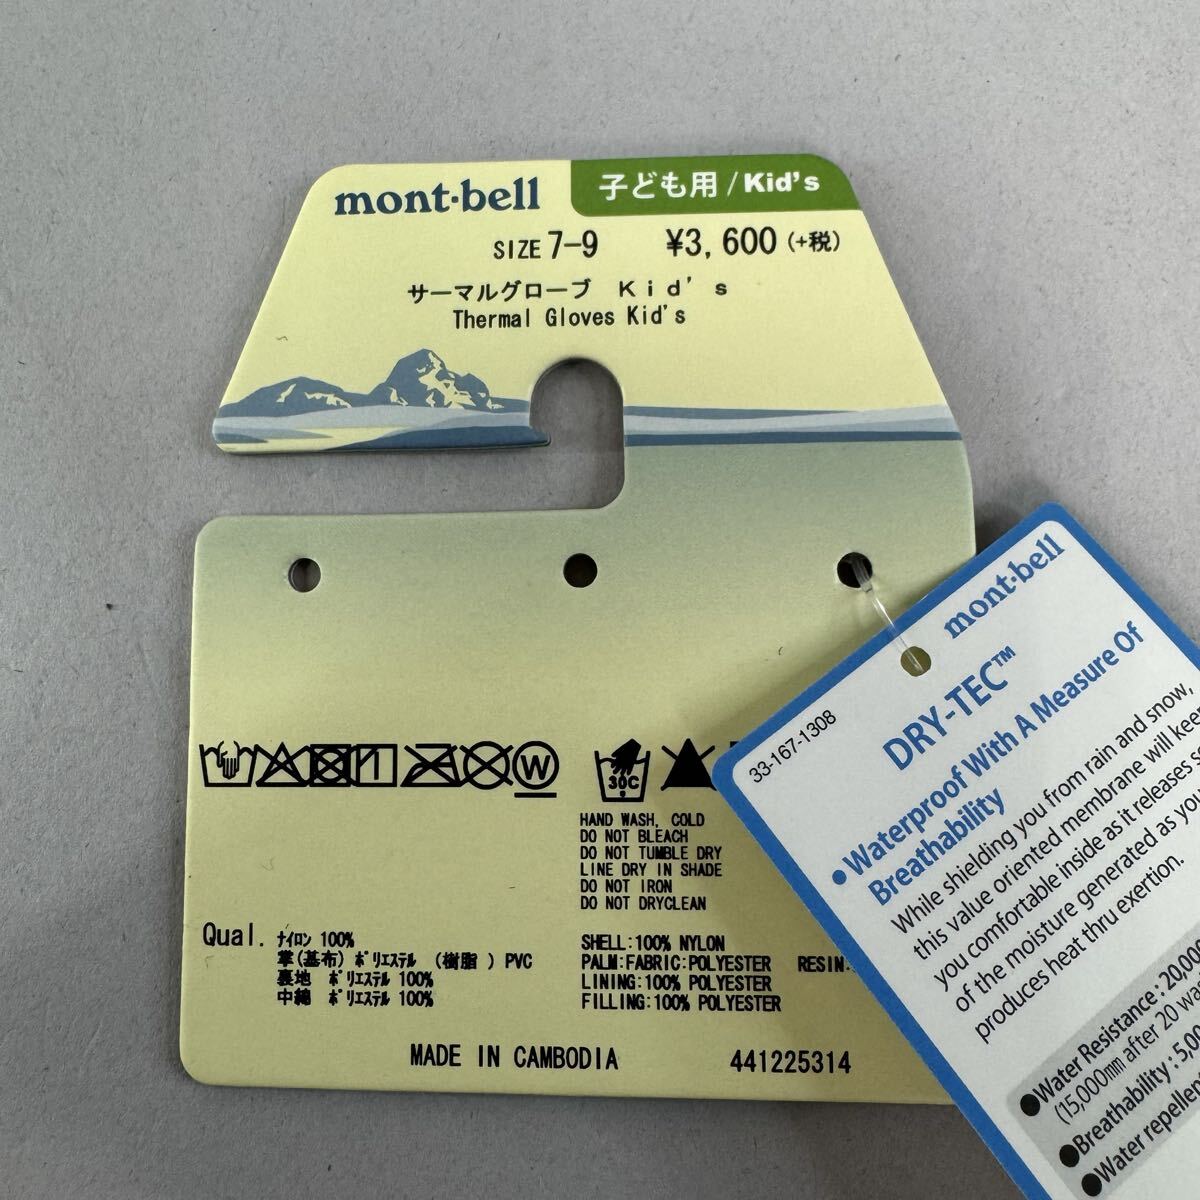 mont·bell
子ども用/Kid's
SIZE 7-9 ¥3,600 (+税)
サーマルグローブ Kid's
Thermal Gloves Kid's
W
30C
HAND WASH, COLD
DO NOT BLEACH
DO NOT TUMBLE DRY
LINE DRY IN SHADE
DO NOT IRON
DO NOT DRYCLEAN
Qual. ﾅｲﾛﾝ 100%
掌(基布) ﾎﾟﾘｴｽﾃﾙ (樹脂 ) PVC
裏地 ﾎﾟﾘｴｽﾃﾙ 100%
中綿 ﾎﾟﾘｴｽﾃﾙ 100%
SHELL:100% NYLON
PALM:FABRIC:POLYESTER RESIN:
LINING:100% POLYESTER
FILLING:100% POLYESTER
MADE IN CAMBODIA 441225314
mont·bell
33-167-1308
DRY-TEC™
●Waterproof With A Measure Of
Breathability
While shielding you from rain and snow,
this value oriented membrane will keep
you comfortable inside as it releases
of the moisture generated as you
produces heat thru exertion.
●Water Resistance : 20,000
(15,000mm after 20
●Breathability : 5,00
●Water repellent